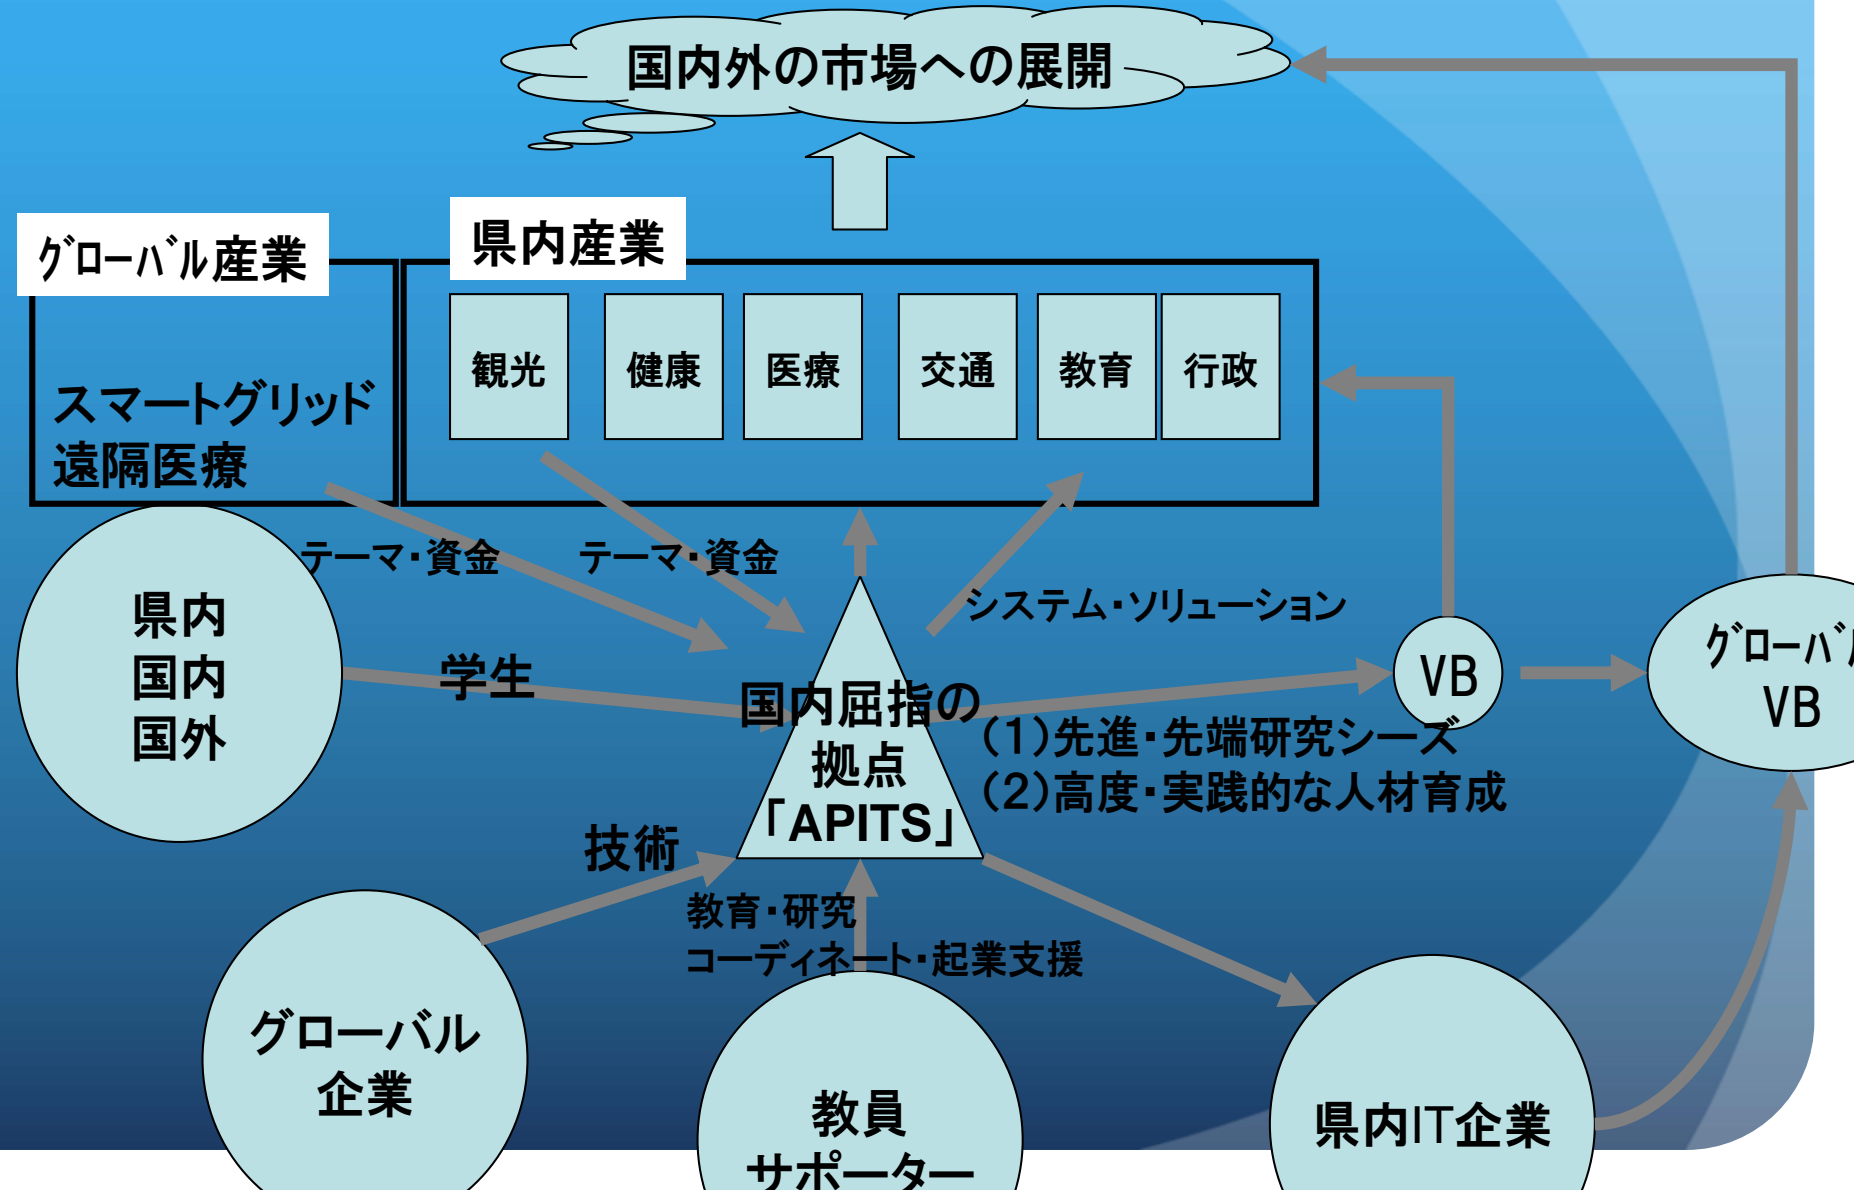 国内外の市場への展開
グローバル産業
県内産業
スマートグリッド
遠隔医療
観光
健康
医療
交通
教育
行政
テーマ・資金
テーマ・資金
システム・ソリューション
県内
国内
国外
学生
国内屈指の
拠点
「APITS」
VB
グローバル
VB
(1)先進・先端研究シーズ
(2)高度・実践的な人材育成
技術
教育・研究
コーディネート・起業支援
グローバル
企業
教員
サポーター
県内IT企業